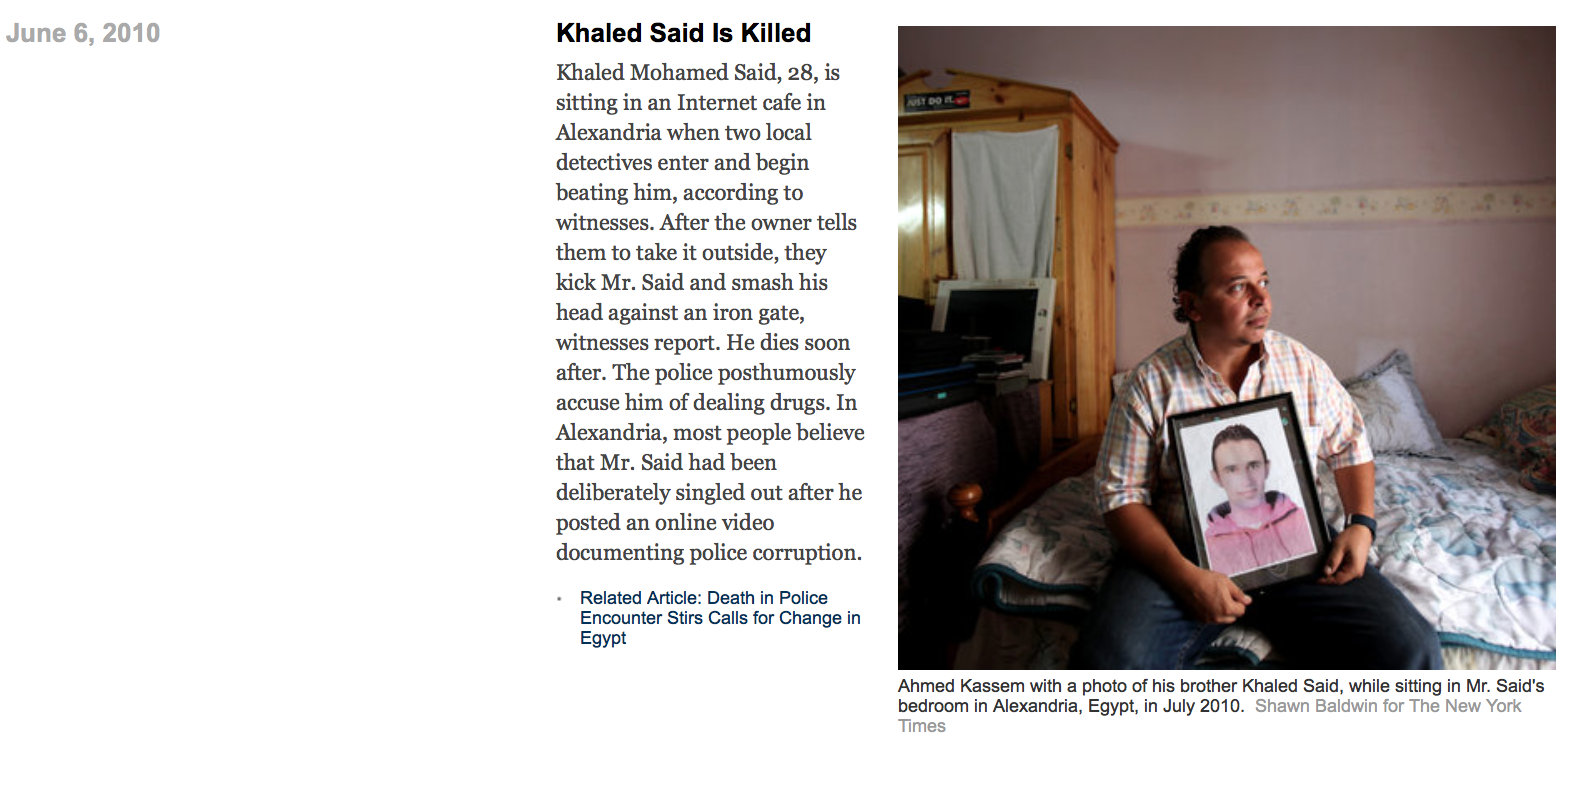 June 6, 2010
Khaled Said Is Killed
Khaled Mohamed Said, 28, is
sitting in an Internet cafe in
Alexandria when two local
detectives enter and begin
beating him, according to
witnesses. After the owner tells
them to take it outside, they
kick Mr. Said and smash his
head against an iron gate,
witnesses report. He dies soon
after. The police posthumously
accuse him of dealing drugs. In
Alexandria, most people believe
that Mr. Said had been
deliberately singled out after he
posted an online video
documenting police corruption.
Related Article: Death in Police
Encounter Stirs Calls for Change in
Egypt
JUST DO IT.
Ahmed Kassem with a photo of his brother Khaled Said, while sitting in Mr. Said's
bedroom in Alexandria, Egypt, in July 2010. Shawn Baldwin for The New York
Times